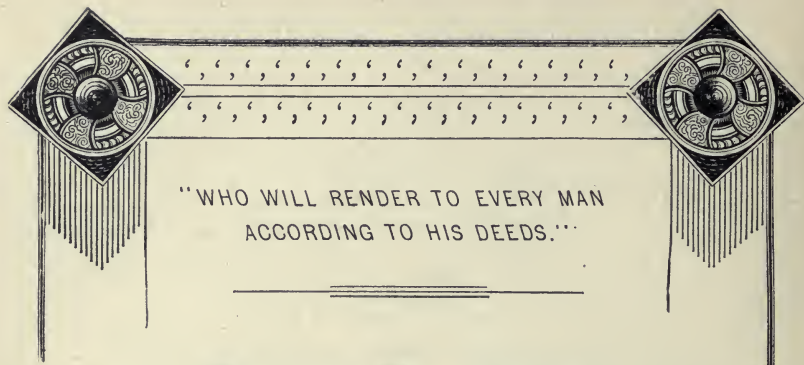 "WHO WILL RENDER TO EVERY MAN
ACCORDING TO HIS DEEDS."